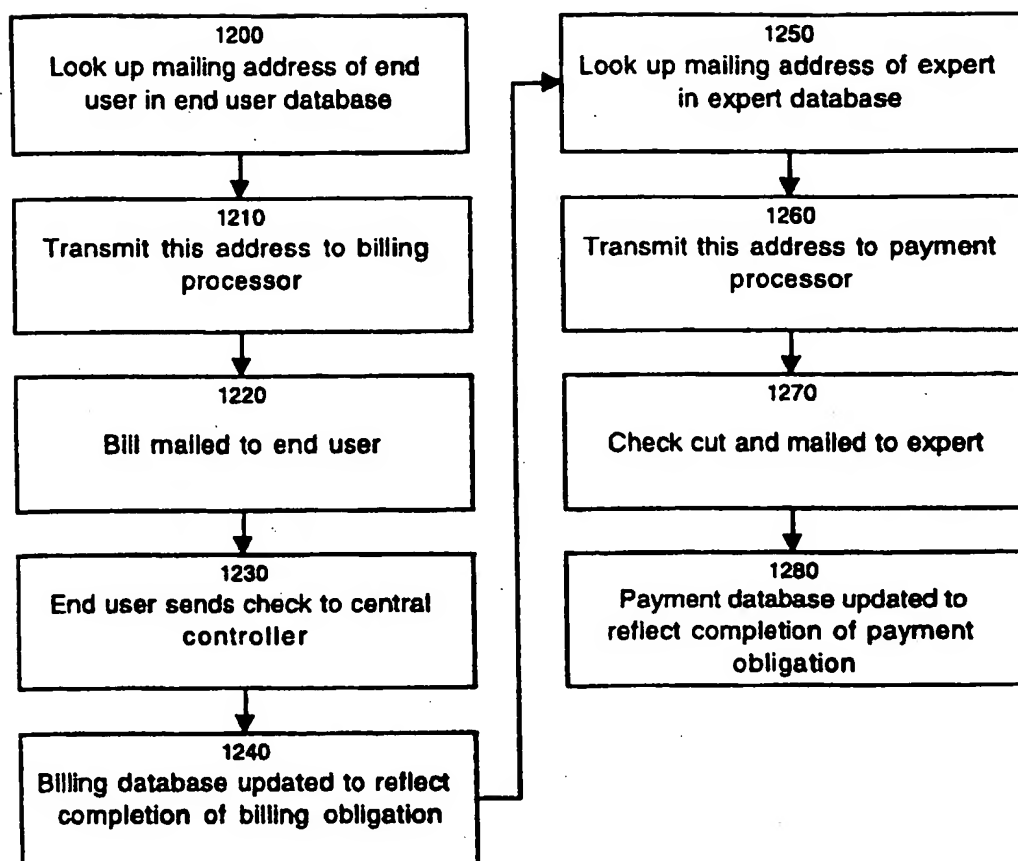 1200
Look up mailing address of end
user in end user database
1210
Transmit this address to billing
processor
1220
Bill mailed to end user
1230
End user sends check to central
controller
1240
Billing database updated to reflect
completion of billing obligation
1250
Look up mailing address of expert
in expert database
1260
Transmit this address to payment
processor
1270
Check cut and mailed to expert
1280
Payment database updated to
reflect completion of payment
obligation